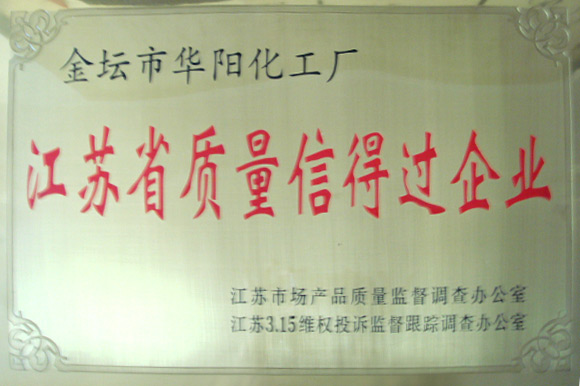 金坛市华阳化工厂
江苏省质量信得过企业
江苏市场产品质量监督调查办公室
江苏3.15维权投诉监督跟踪调查办公室